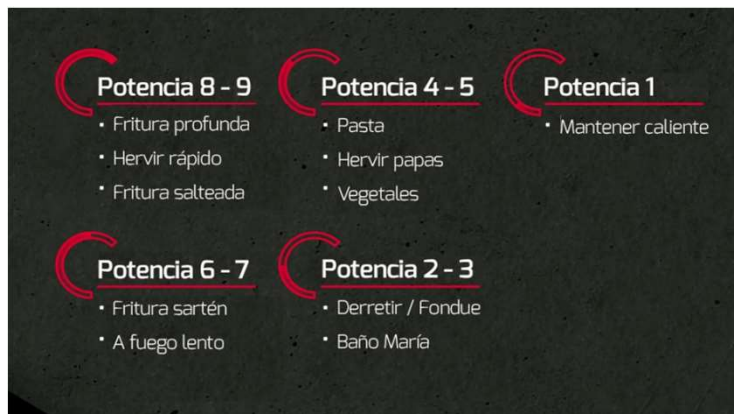 Potencia 8 - 9
• Fritura profunda
• Hervir rápido
• Fritura salteada
Potencia 4 - 5
• Pasta
• Hervir papas
• Vegetales
Potencia 1
• Mantener caliente
Potencia 6 - 7
• Fritura sartén
• A fuego lento
Potencia 2 - 3
• Derretir / Fondue
• Baño María